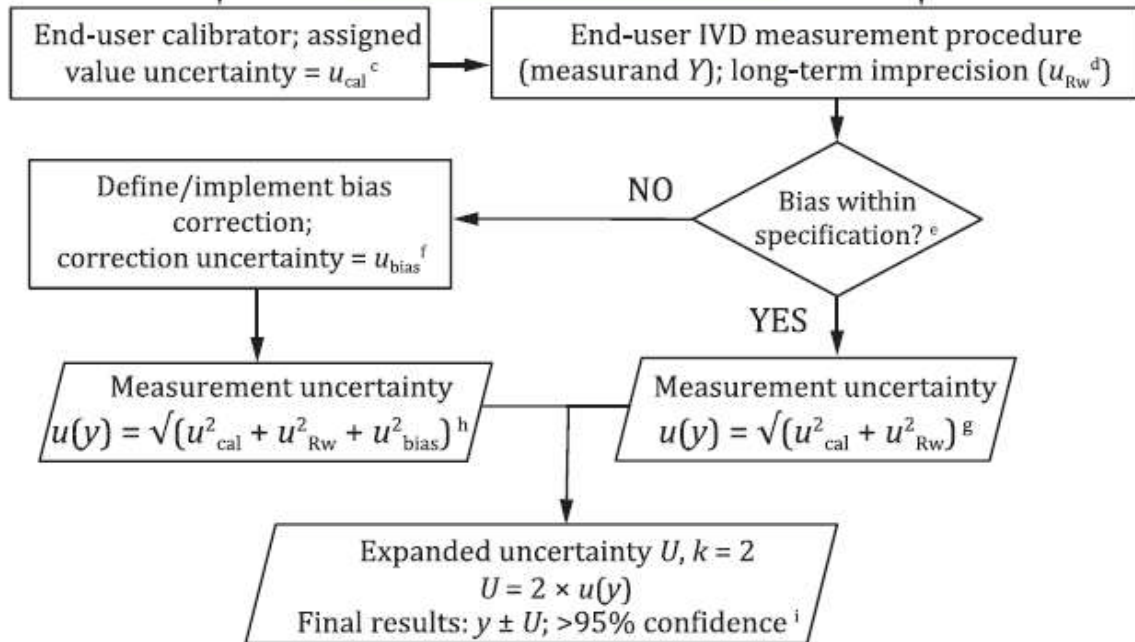 End-user calibrator; assigned
value uncertainty = u_cal^c
End-user IVD measurement procedure
(measurand Y); long-term imprecision (u_Rw^d)
Define/implement bias
correction;
correction uncertainty = u_bias^f
NO
Bias within
specification? ^e
YES
Measurement uncertainty
u(y) = √(u²_cal + u²_Rw + u²_bias) ^h
Measurement uncertainty
u(y) = √(u²_cal + u²_Rw) ^g
Expanded uncertainty U, k = 2
U = 2 × u(y)
Final results: y ± U; >95% confidence ^i